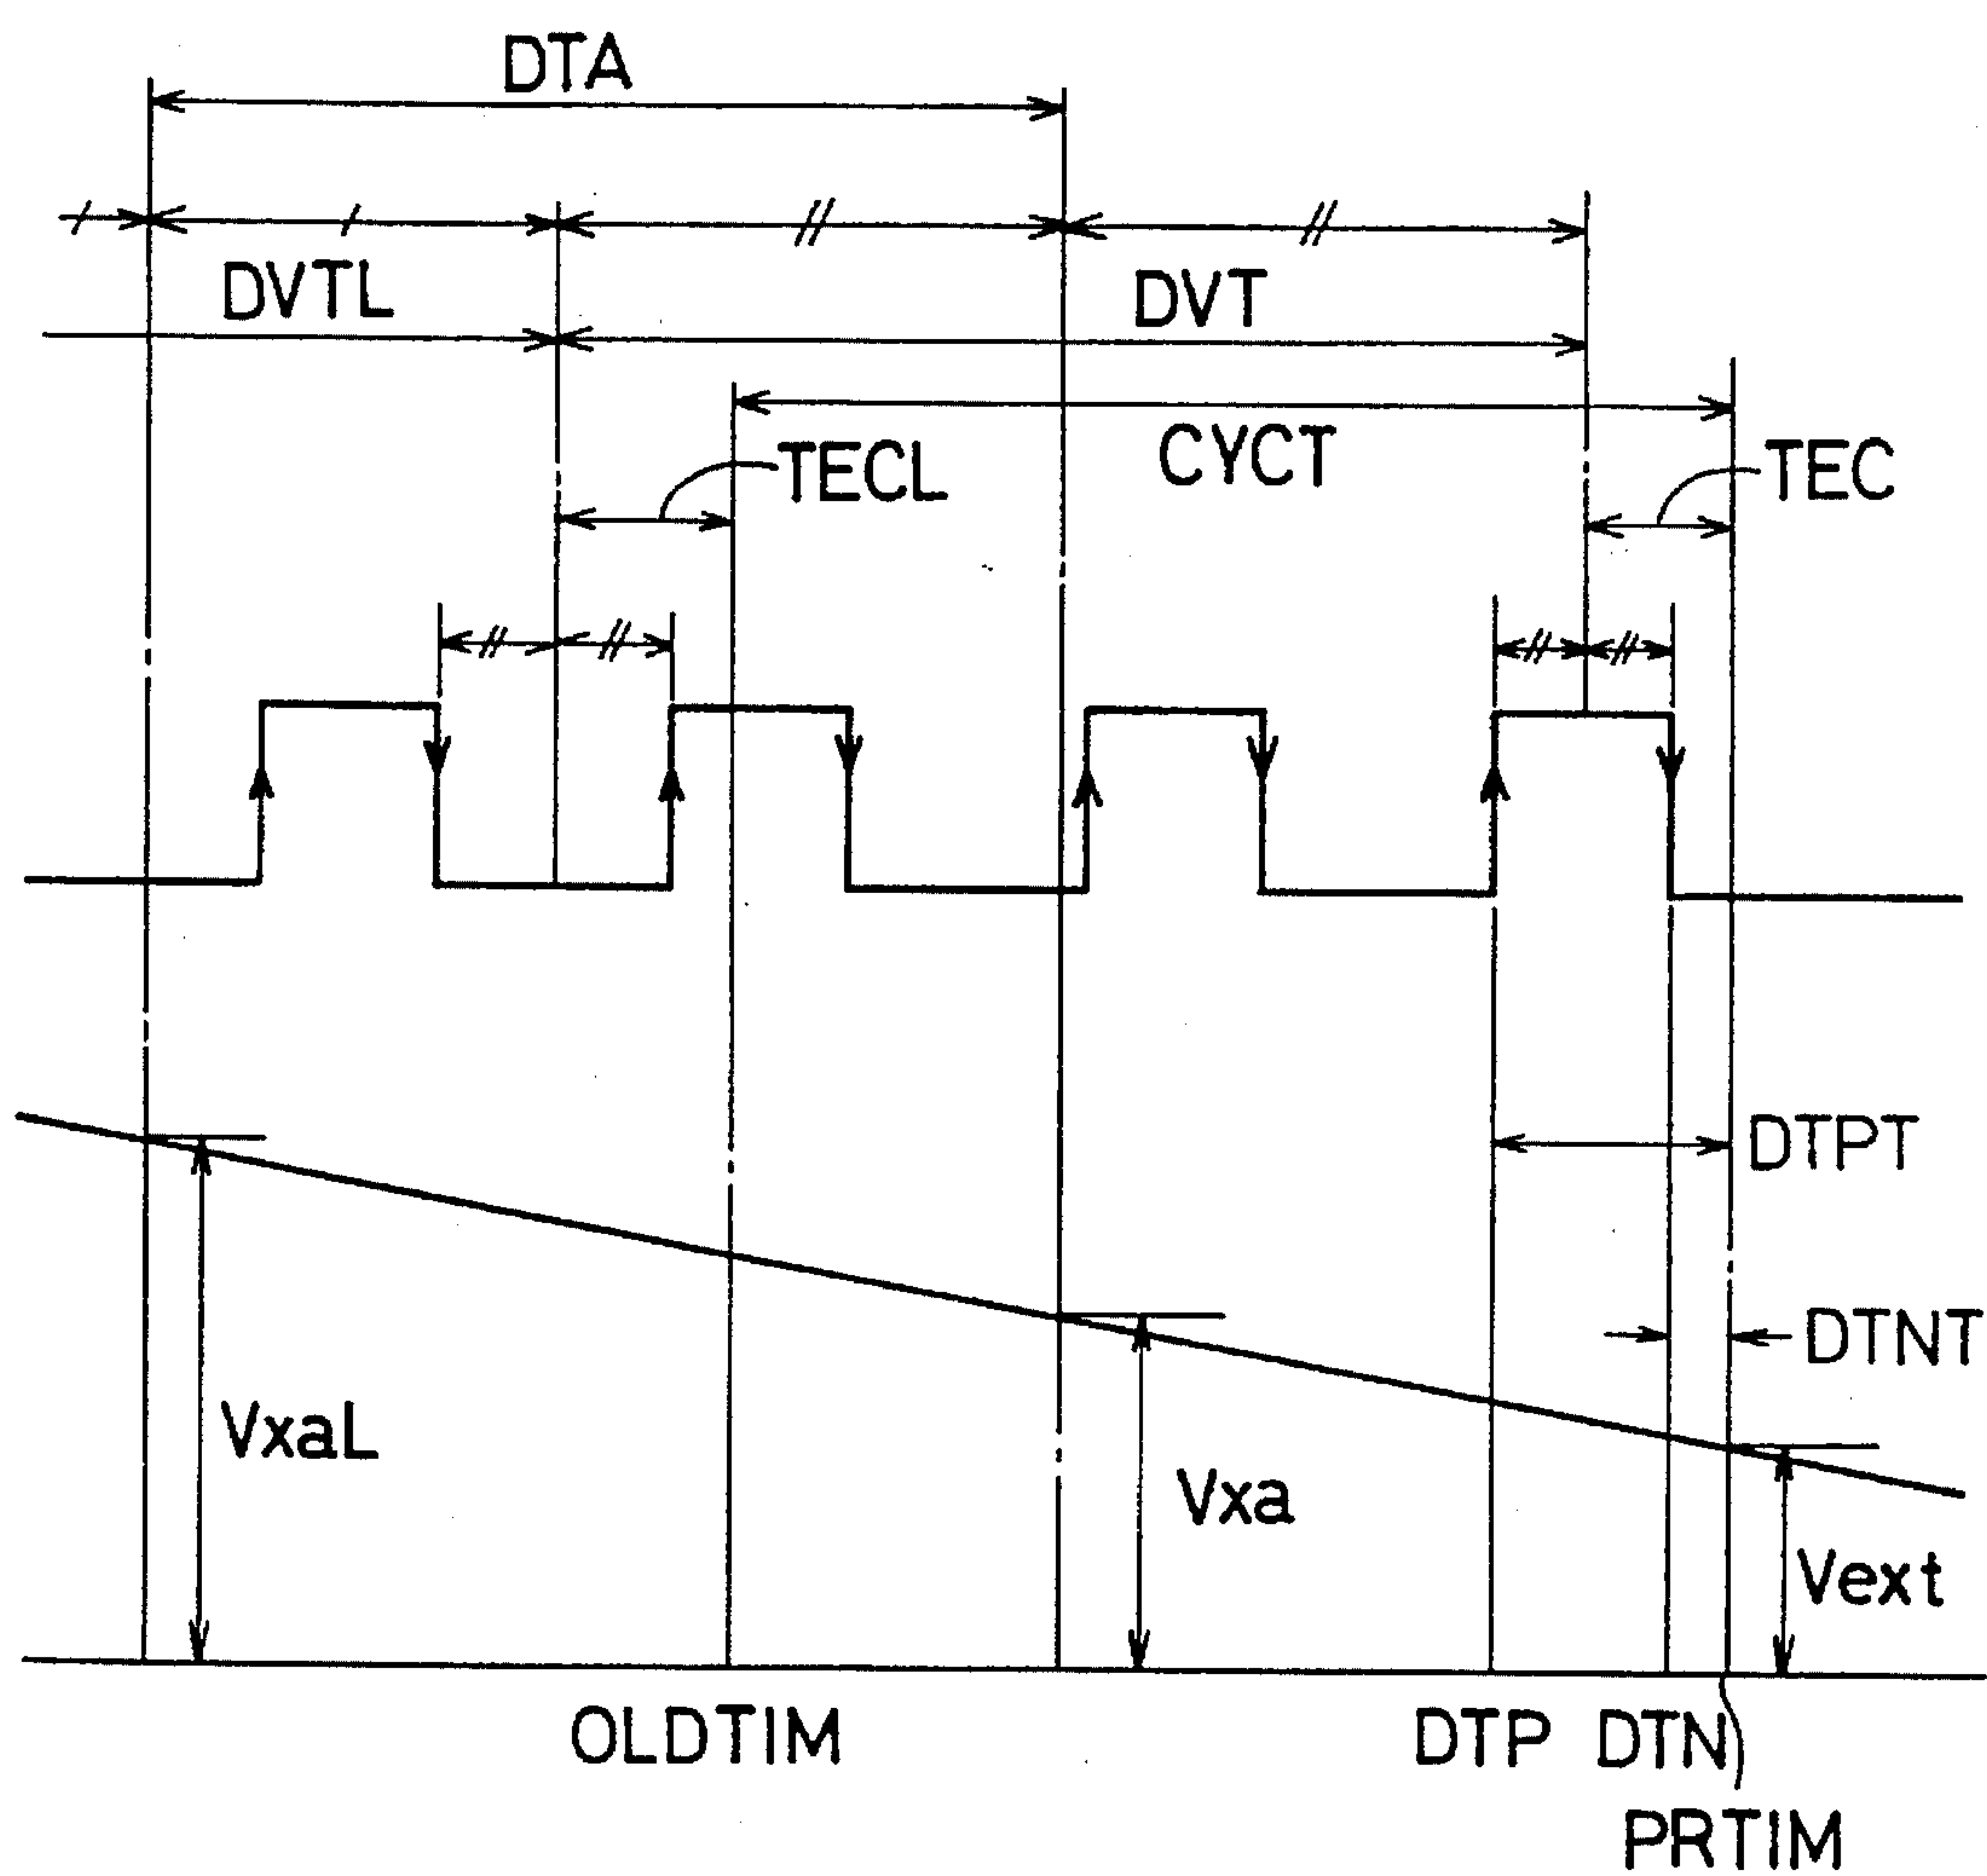 DTA
DVTL
DVT
CYCT
TECL
TEC
DTPT
DTNT
VxaL
Vxa
Vext
OLDTIM
DTP
DTN
PRTIM